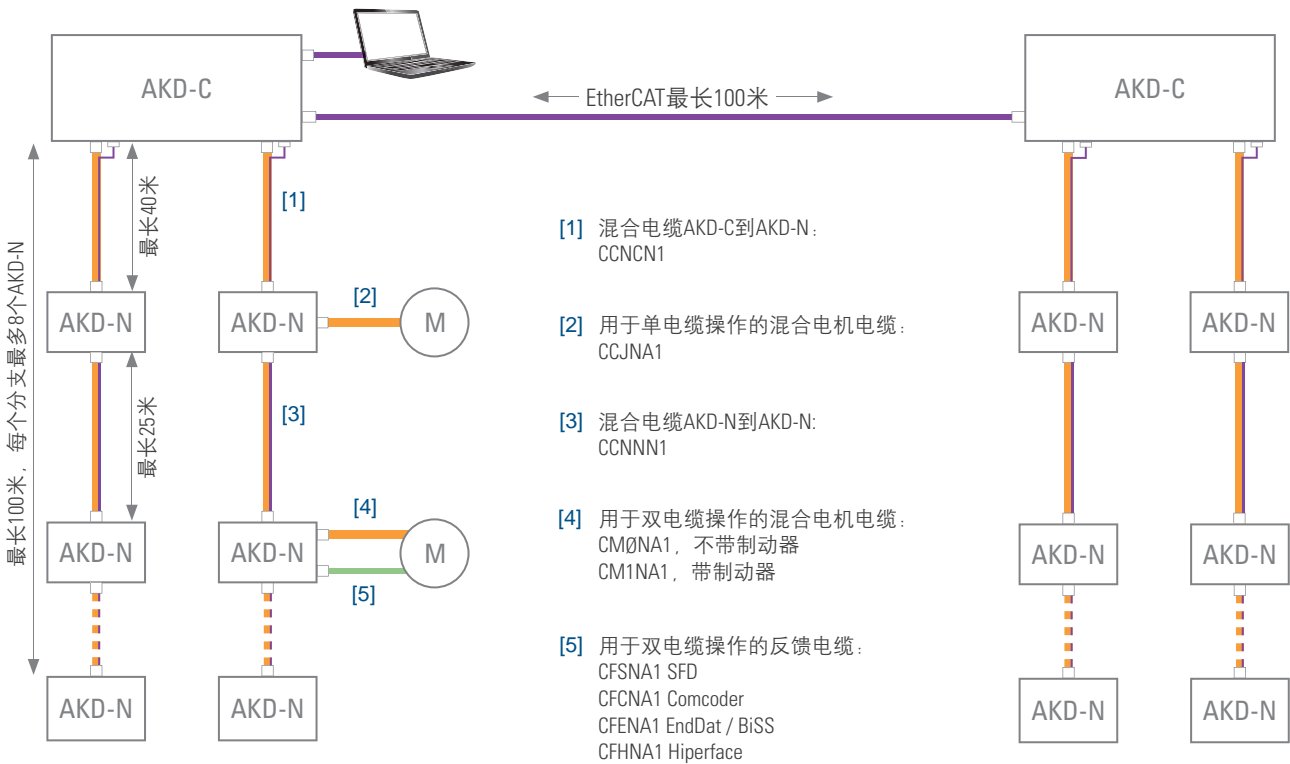 AKD-C
EtherCAT最长100米
AKD-C
最长100米，每个分支最多8个AKD-N
最长40米
[1]
AKD-N
AKD-N
[2]
M
最长25米
[3]
AKD-N
AKD-N
[4]
M
[5]
AKD-N
AKD-N
[1] 混合电缆AKD-C到AKD-N：
CCNCN1
[2] 用于单电缆操作的混合电机电缆：
CCJNA1
[3] 混合电缆AKD-N到AKD-N:
CCNNN1
[4] 用于双电缆操作的混合电机电缆：
CMØNA1，不带制动器
CM1NA1，带制动器
[5] 用于双电缆操作的反馈电缆：
CFSNA1 SFD
CFCNA1 Comcoder
CFENA1 EndDat / BiSS
CFHNA1 Hiperface
AKD-N
AKD-N
AKD-N
AKD-N
AKD-N
AKD-N